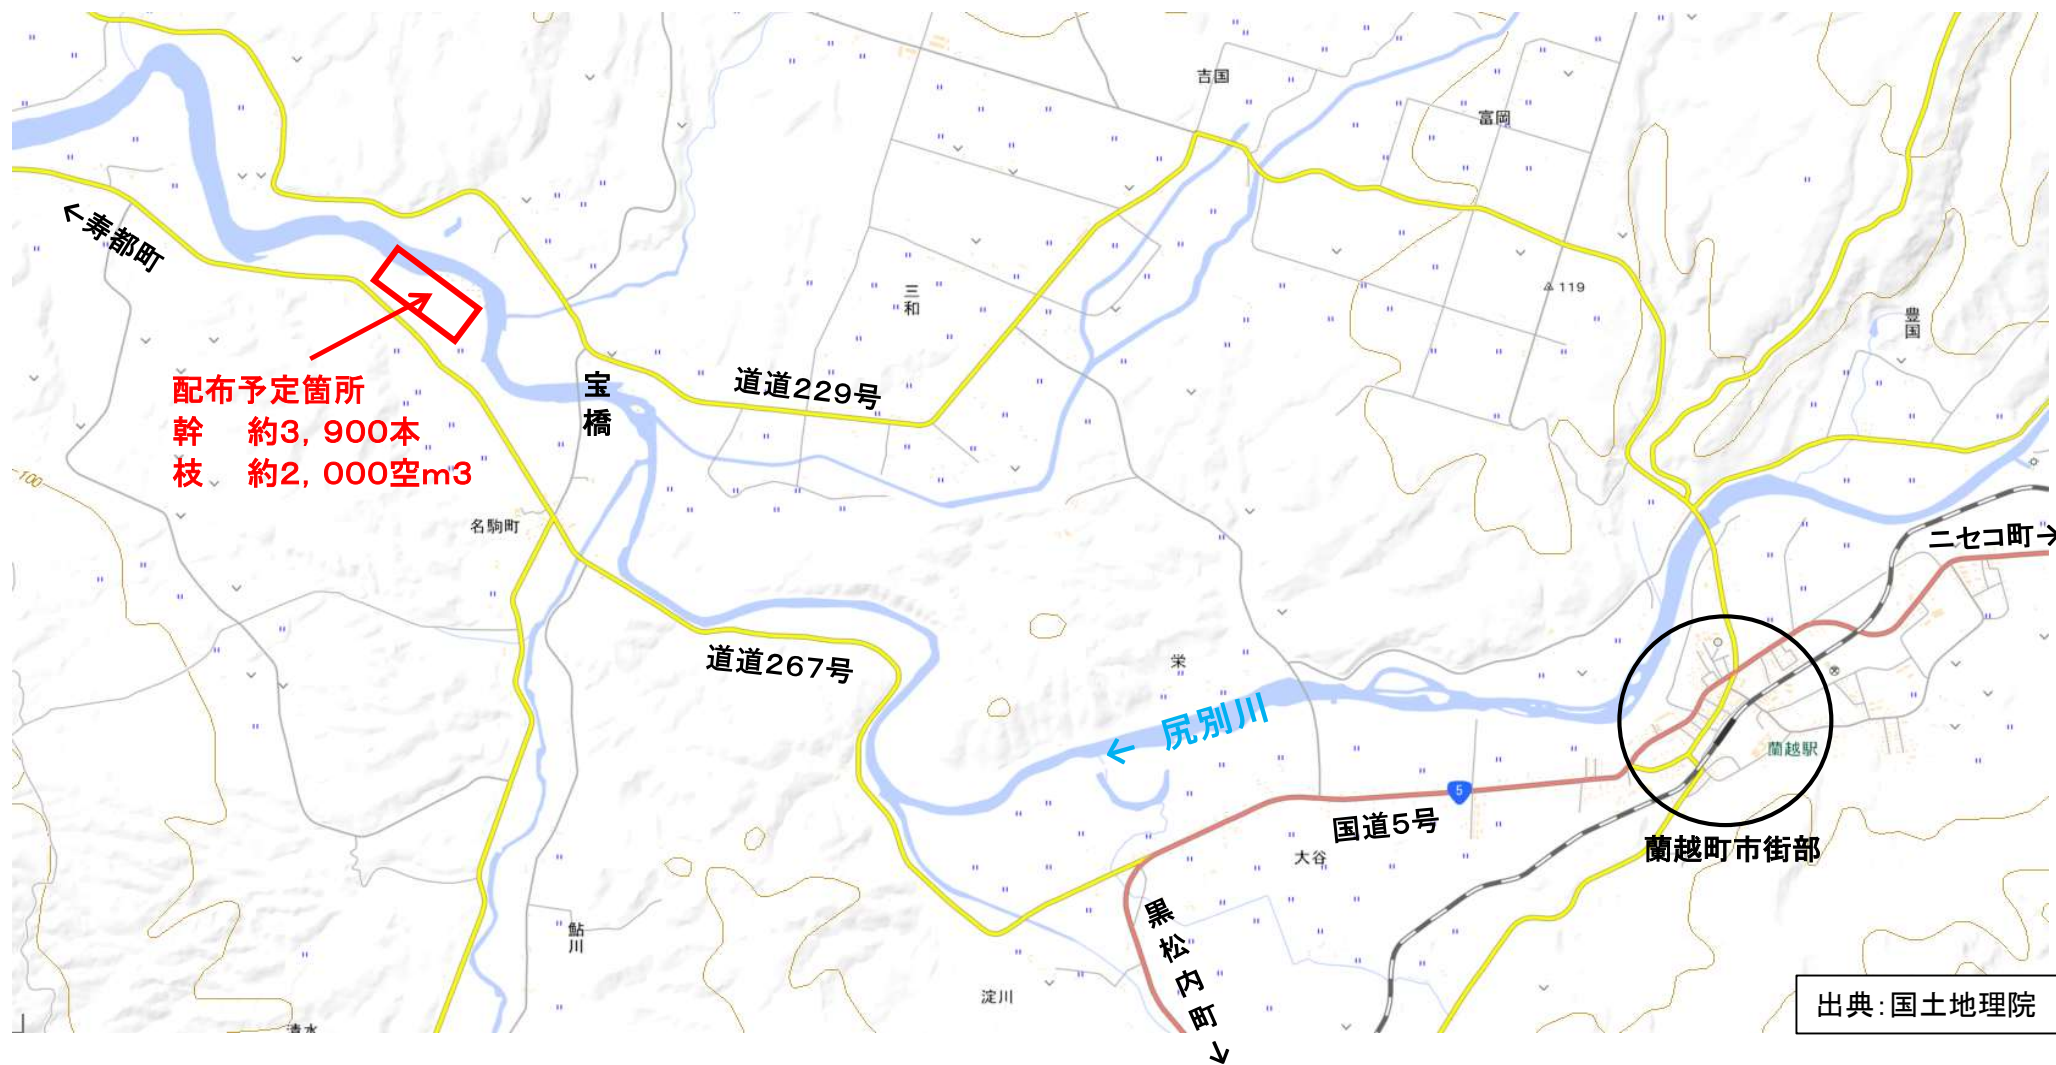 吉国
富岡
←寿都町
三和
119
豊国
配布予定箇所
幹 約3,900本
枝 約2,000空m3
宝橋
道道229号
100
名駒町
ニセコ町→
道道267号
栄
← 尻別川
蘭越駅
5
国道5号
大谷
蘭越町市街部
鮎川
黒松内町→
淀川
出典:国土地理院
清水